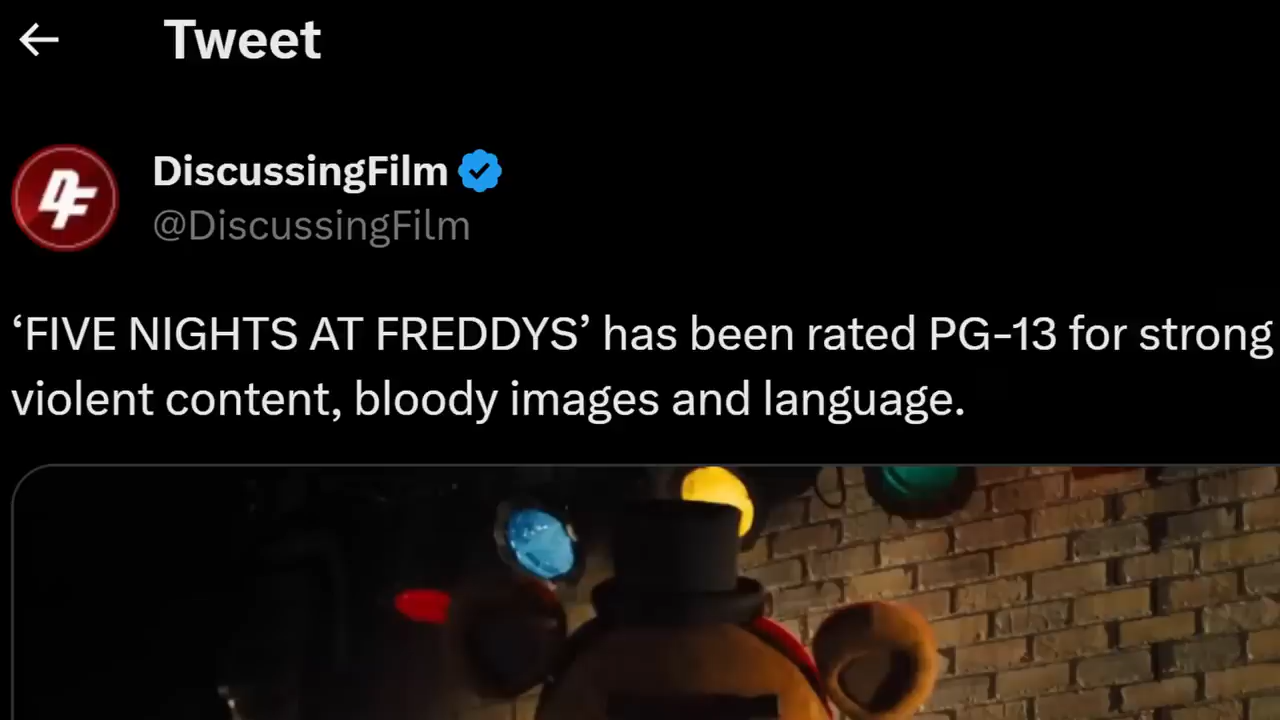 Tweet
DF
DiscussingFilm
@DiscussingFilm
‘FIVE NIGHTS AT FREDDYS’ has been rated PG-13 for strong
violent content, bloody images and language.